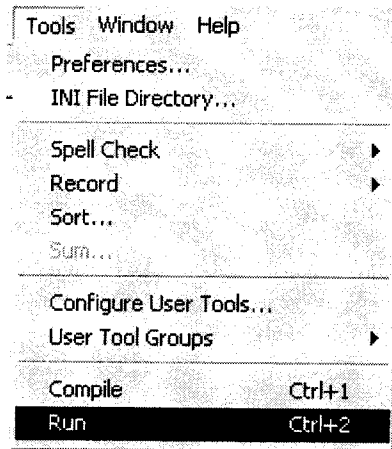 Tools Window Help
Preferences...
INI File Directory...
Spell Check
Record
Sort...
Sum...
Configure User Tools...
User Tool Groups
Compile Ctrl+1
Run Ctrl+2